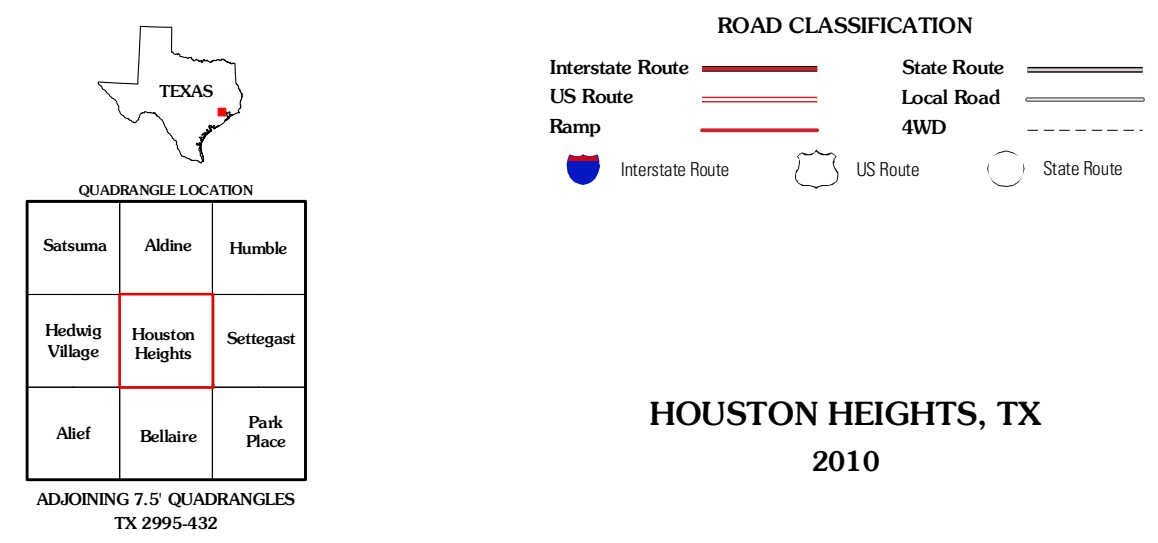 TEXAS
QUADRANGLE LOCATION
Satsuma
Aldine
Humble
Hedwig
Village
Houston
Heights
Settegast
Alief
Bellaire
Park
Place
ADJOINING 7.5' QUADRANGLES
TX 2995-432
ROAD CLASSIFICATION
Interstate Route
State Route
US Route
Local Road
Ramp
4WD
Interstate Route
US Route
State Route
HOUSTON HEIGHTS, TX
2010